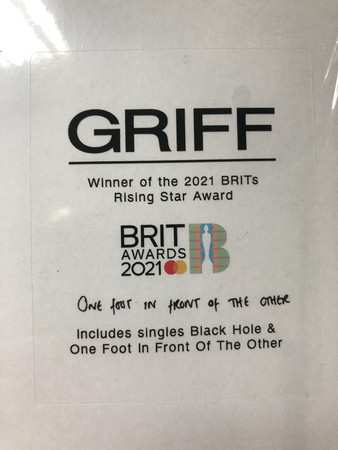 GRIFF
Winner of the 2021 BRITs
Rising Star Award
BRIT
AWARDS
2021
B
ONE FOOT IN FRONT OF THE OTHER
Includes singles Black Hole &
One Foot In Front Of The Other